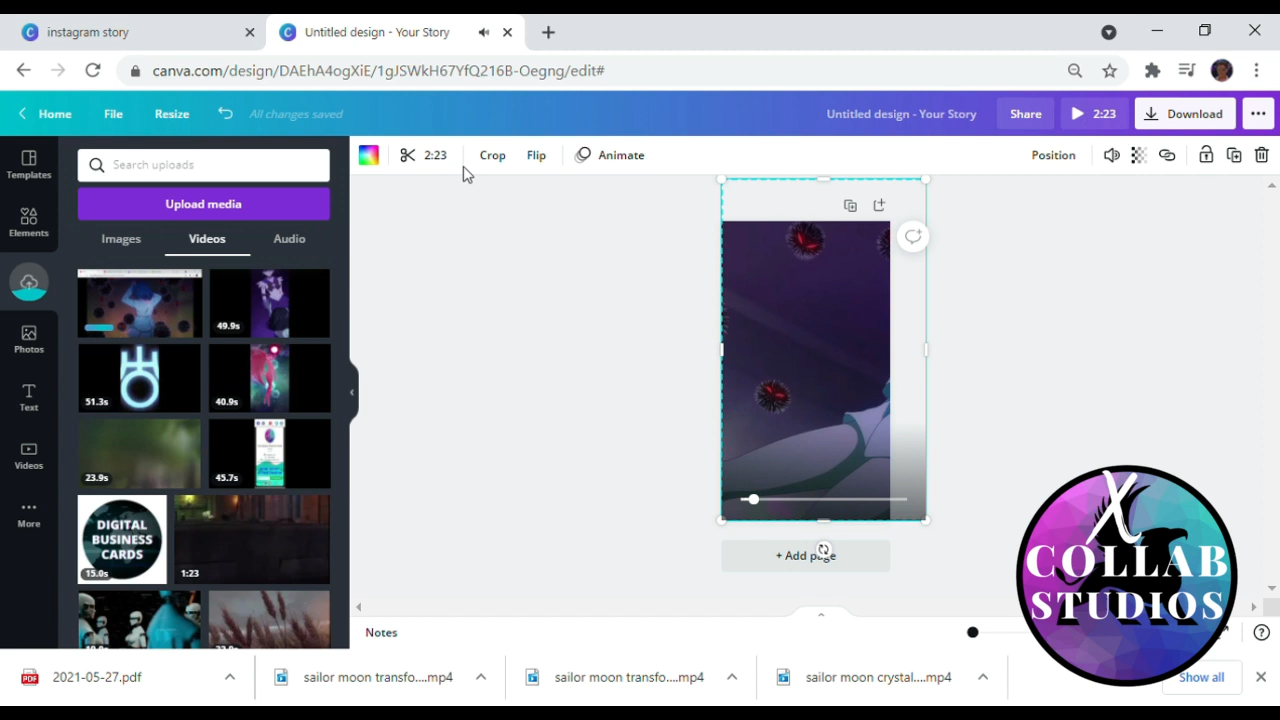 instagram story
Untitled design - Your Story
canva.com/design/DAEhA4ogXiE/1gJSWkH67YfQ216B-Oegng/edit#
Home
File
Resize
All changes saved
Untitled design - Your Story
Share
2:23
Download
2:23
Crop
Flip
Animate
Position
Templates
Elements
Photos
Text
Videos
More
Search uploads
Upload media
Images
Videos
Audio
49.9s
51.3s
40.9s
23.9s
45.7s
DIGITAL
BUSINESS
CARDS
15.0s
1:23
+ Add page
Notes
X
COLLAB
STUDIOS
2021-05-27.pdf
sailor moon transfo....mp4
sailor moon transfo....mp4
sailor moon crystal....mp4
Show all